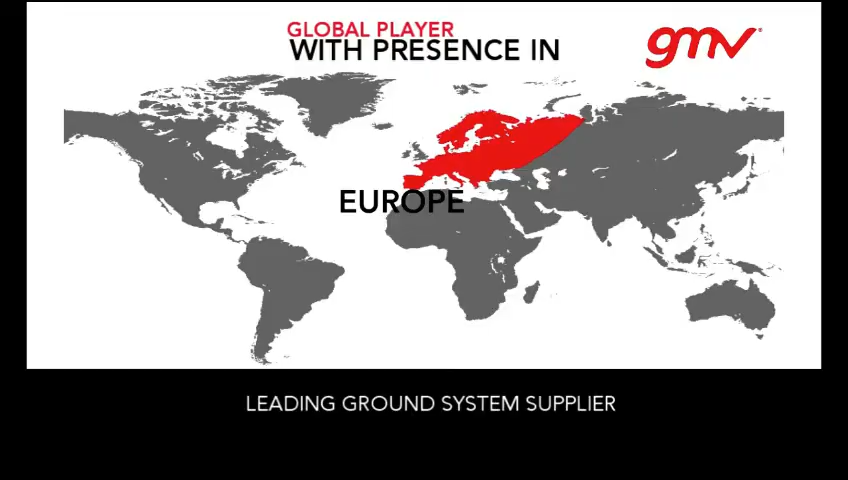 GLOBAL PLAYER
WITH PRESENCE IN
gmv®
EUROPE
LEADING GROUND SYSTEM SUPPLIER